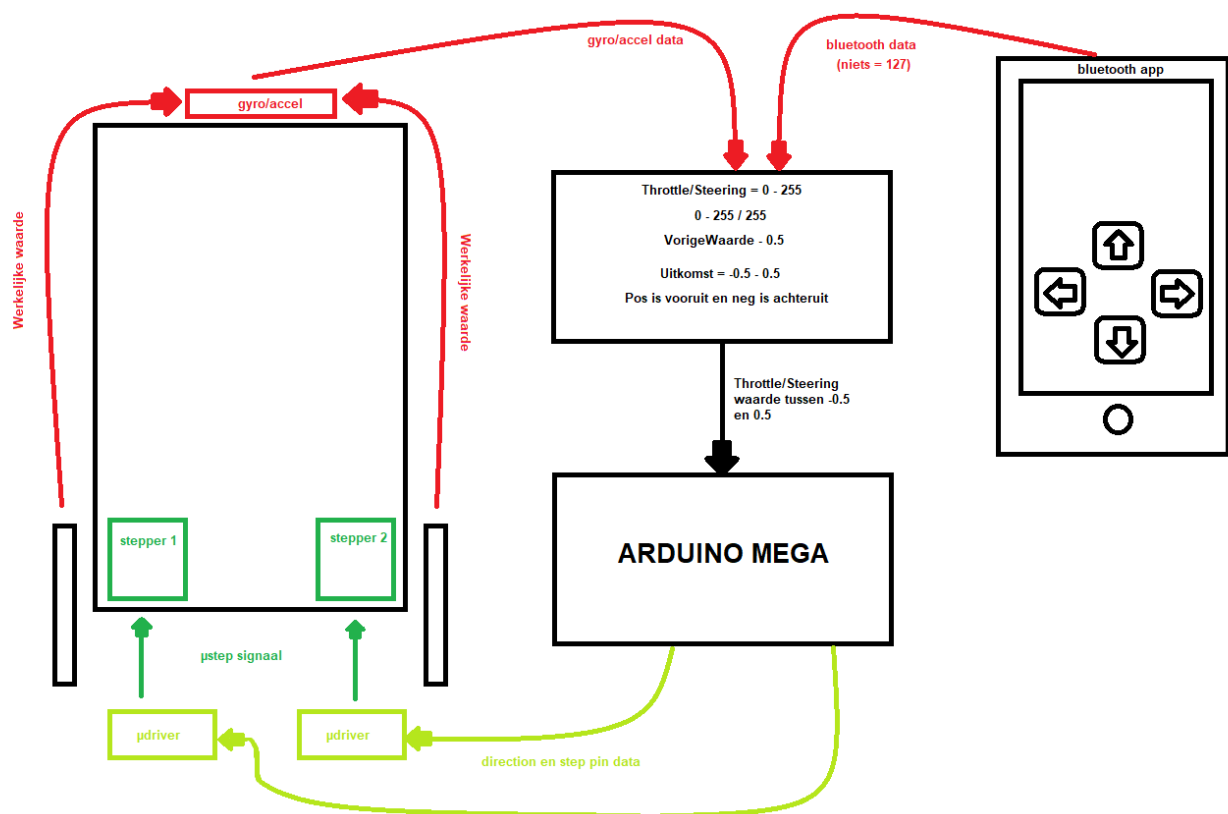 gyro/accel data
bluetooth data
(niets = 127)
bluetooth app
gyro/accel
Werkelijke waarde
Werkelijke waarde
Throttle/Steering = 0 - 255
0 - 255 / 255
VorigeWaarde - 0.5
Uitkomst = -0.5 - 0.5
Pos is vooruit en neg is achteruit
Throttle/Steering
waarde tussen -0.5
en 0.5
ARDUINO MEGA
stepper 1
stepper 2
µstep signaal
µdriver
µdriver
direction en step pin data